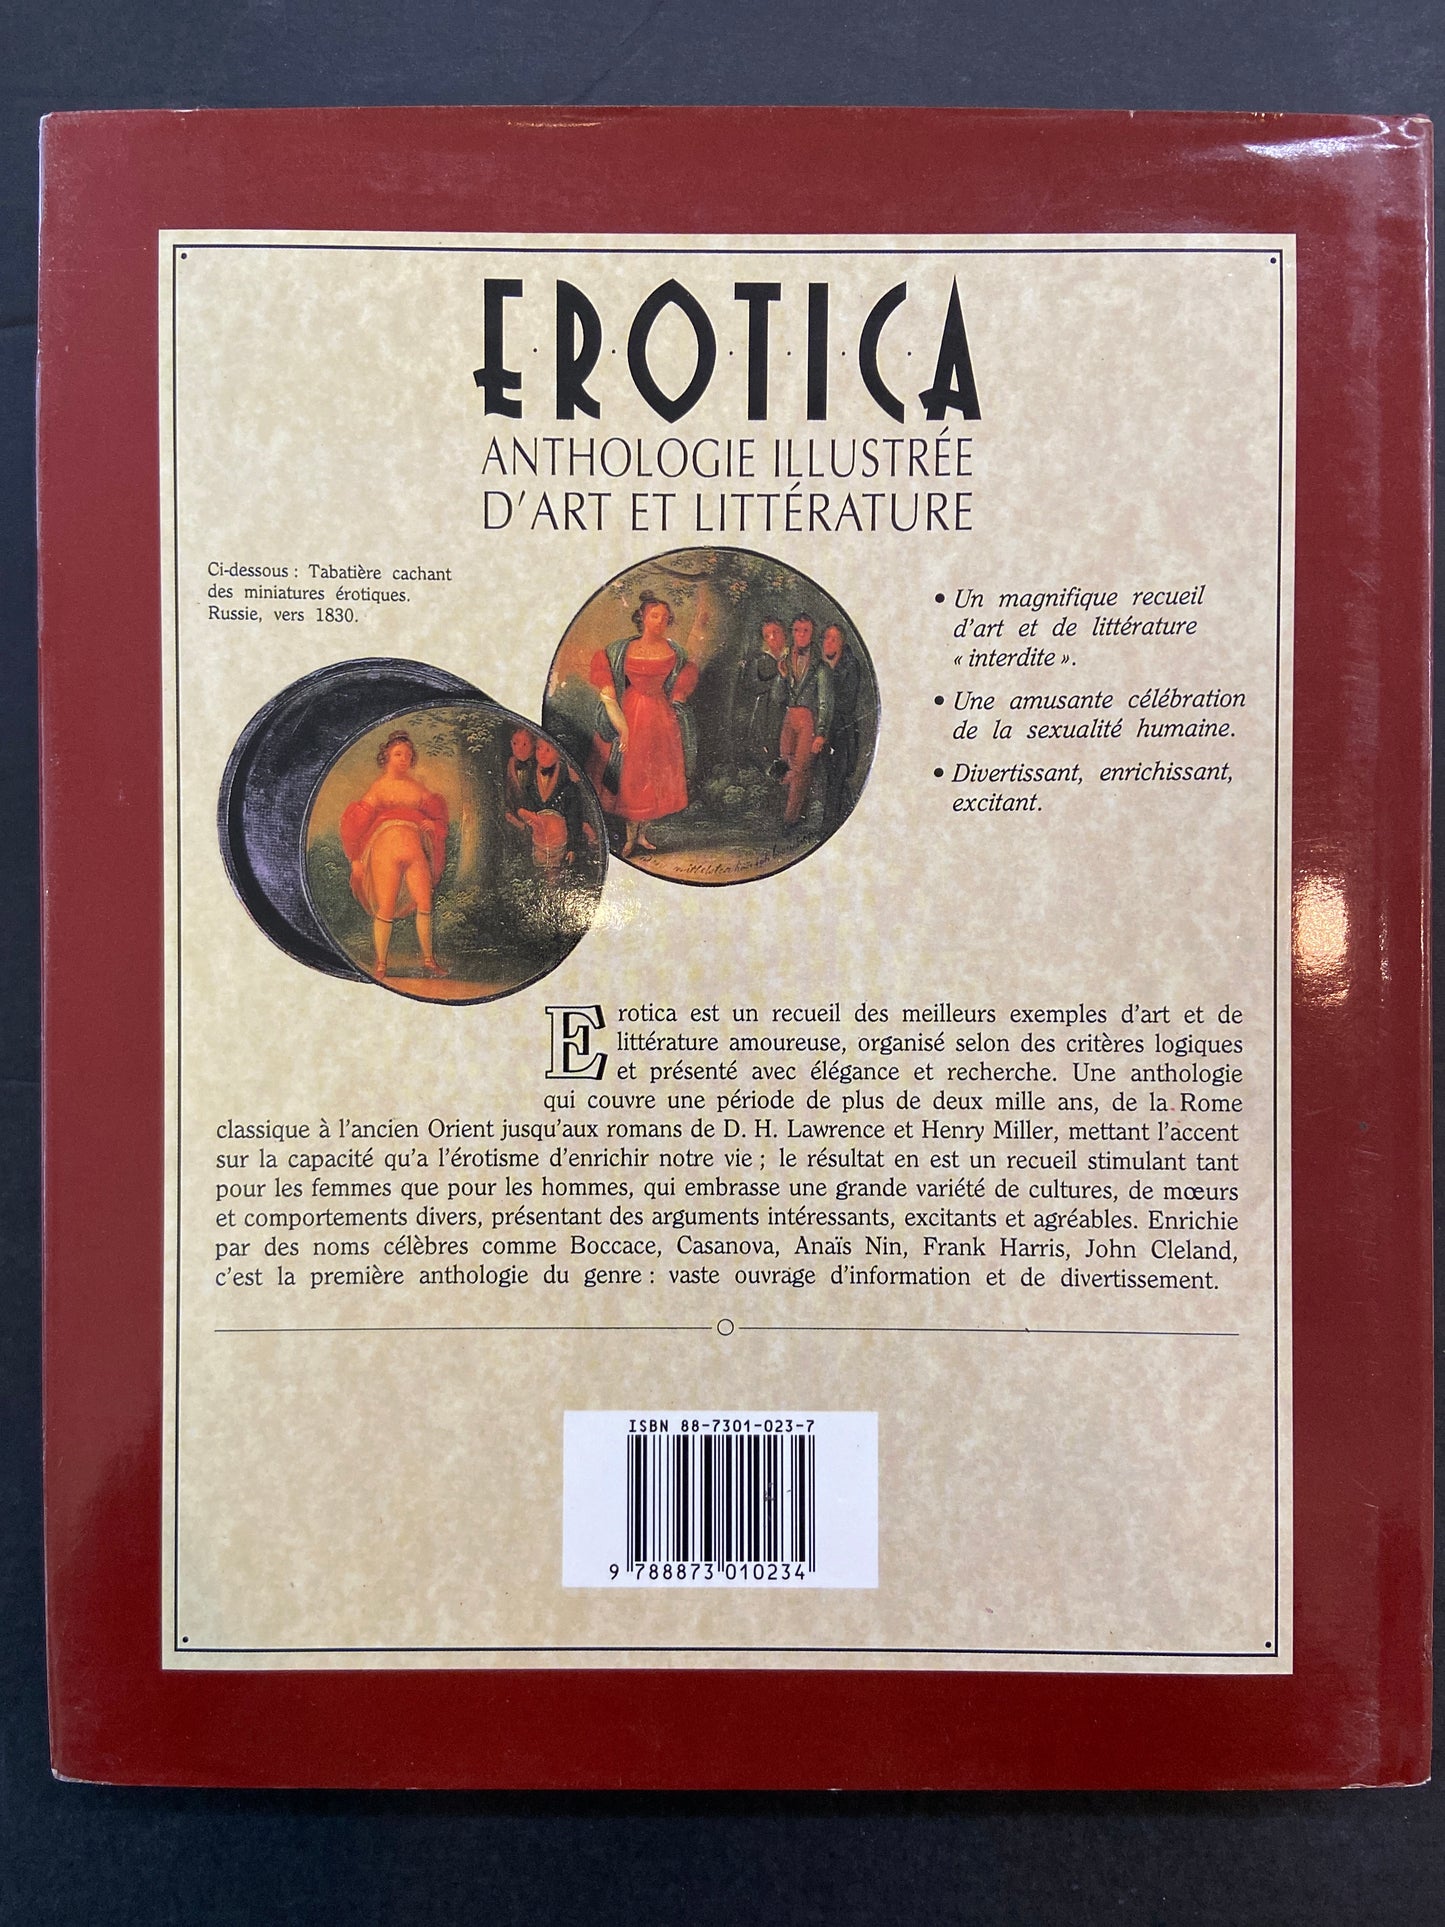 EROTICA
ANTHOLOGIE ILLUSTRÉE
D'ART ET LITTÉRATURE
Ci-dessous : Tabatière cachant
des miniatures érotiques.
Russie, vers 1830.
• Un magnifique recueil
d'art et de littérature
« interdite ».
• Une amusante célébration
de la sexualité humaine.
• Divertissant, enrichissant,
excitant.
Erotica est un recueil des meilleurs exemples d'art et de
littérature amoureuse, organisé selon des critères logiques
et présenté avec élégance et recherche. Une anthologie
qui couvre une période de plus de deux mille ans, de la Rome
classique à l'ancien Orient jusqu'aux romans de D. H. Lawrence et Henry Miller, mettant l'accent
sur la capacité qu'a l'érotisme d'enrichir notre vie ; le résultat en est un recueil stimulant tant
pour les femmes que pour les hommes, qui embrasse une grande variété de cultures, de mœurs
et comportements divers, présentant des arguments intéressants, excitants et agréables. Enrichie
par des noms célèbres comme Boccace, Casanova, Anaïs Nin, Frank Harris, John Cleland,
c'est la première anthologie du genre : vaste ouvrage d'information et de divertissement.
ISBN 88-7301-023-7
9 788873 010234